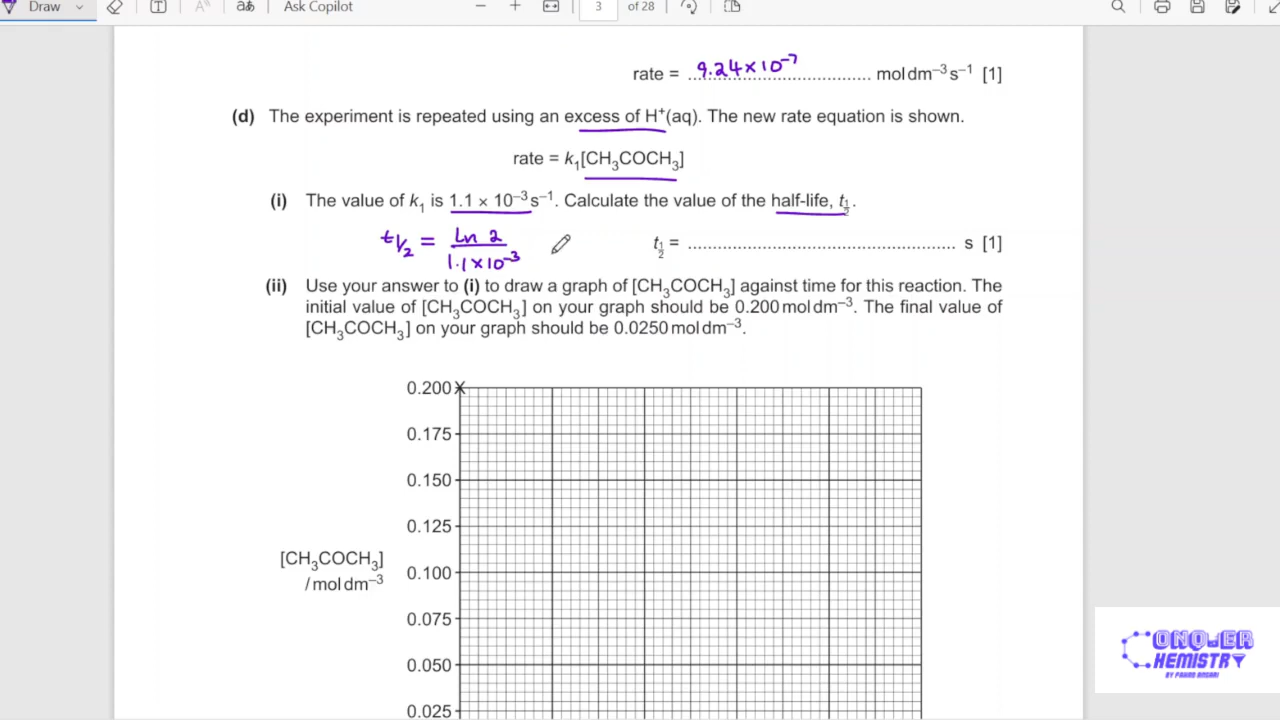 Draw
Ask Copilot
3 of 28
rate = 9.24×10⁻⁷ mol dm⁻³ s⁻¹ [1]
(d) The experiment is repeated using an excess of H⁺(aq). The new rate equation is shown.
rate = k₁[CH₃COCH₃]
(i) The value of k₁ is 1.1 × 10⁻³ s⁻¹. Calculate the value of the half-life, t½.
t½ = ln 2 / 1.1×10⁻³ t½ = ................................................ s [1]
(ii) Use your answer to (i) to draw a graph of [CH₃COCH₃] against time for this reaction. The
initial value of [CH₃COCH₃] on your graph should be 0.200 mol dm⁻³. The final value of
[CH₃COCH₃] on your graph should be 0.0250 mol dm⁻³.
0.200
0.175
0.150
0.125
[CH₃COCH₃]
/ mol dm⁻³
0.100
0.075
0.050
0.025
CONQUER
CHEMISTRY
BY FAHAD ANSARI